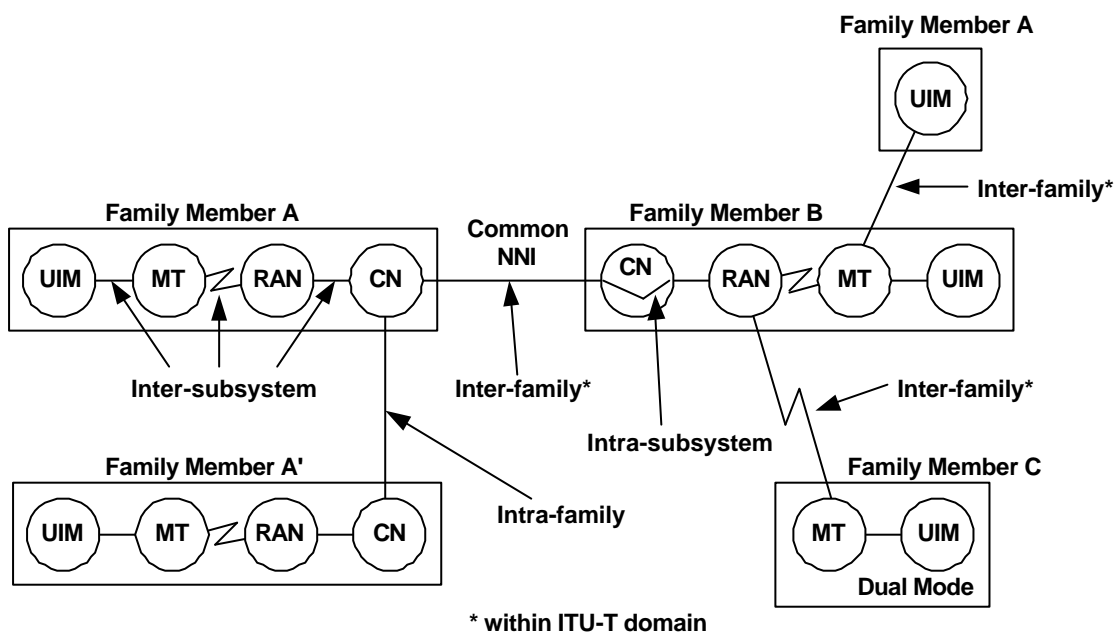 Family Member A
UIM
Inter-family*
Family Member A
Common
NNI
Family Member B
UIM
MT
RAN
CN
CN
RAN
MT
UIM
Inter-subsystem
Inter-family*
Intra-subsystem
Inter-family*
Family Member A'
UIM
MT
RAN
CN
Intra-family
Family Member C
MT
UIM
Dual Mode
* within ITU-T domain